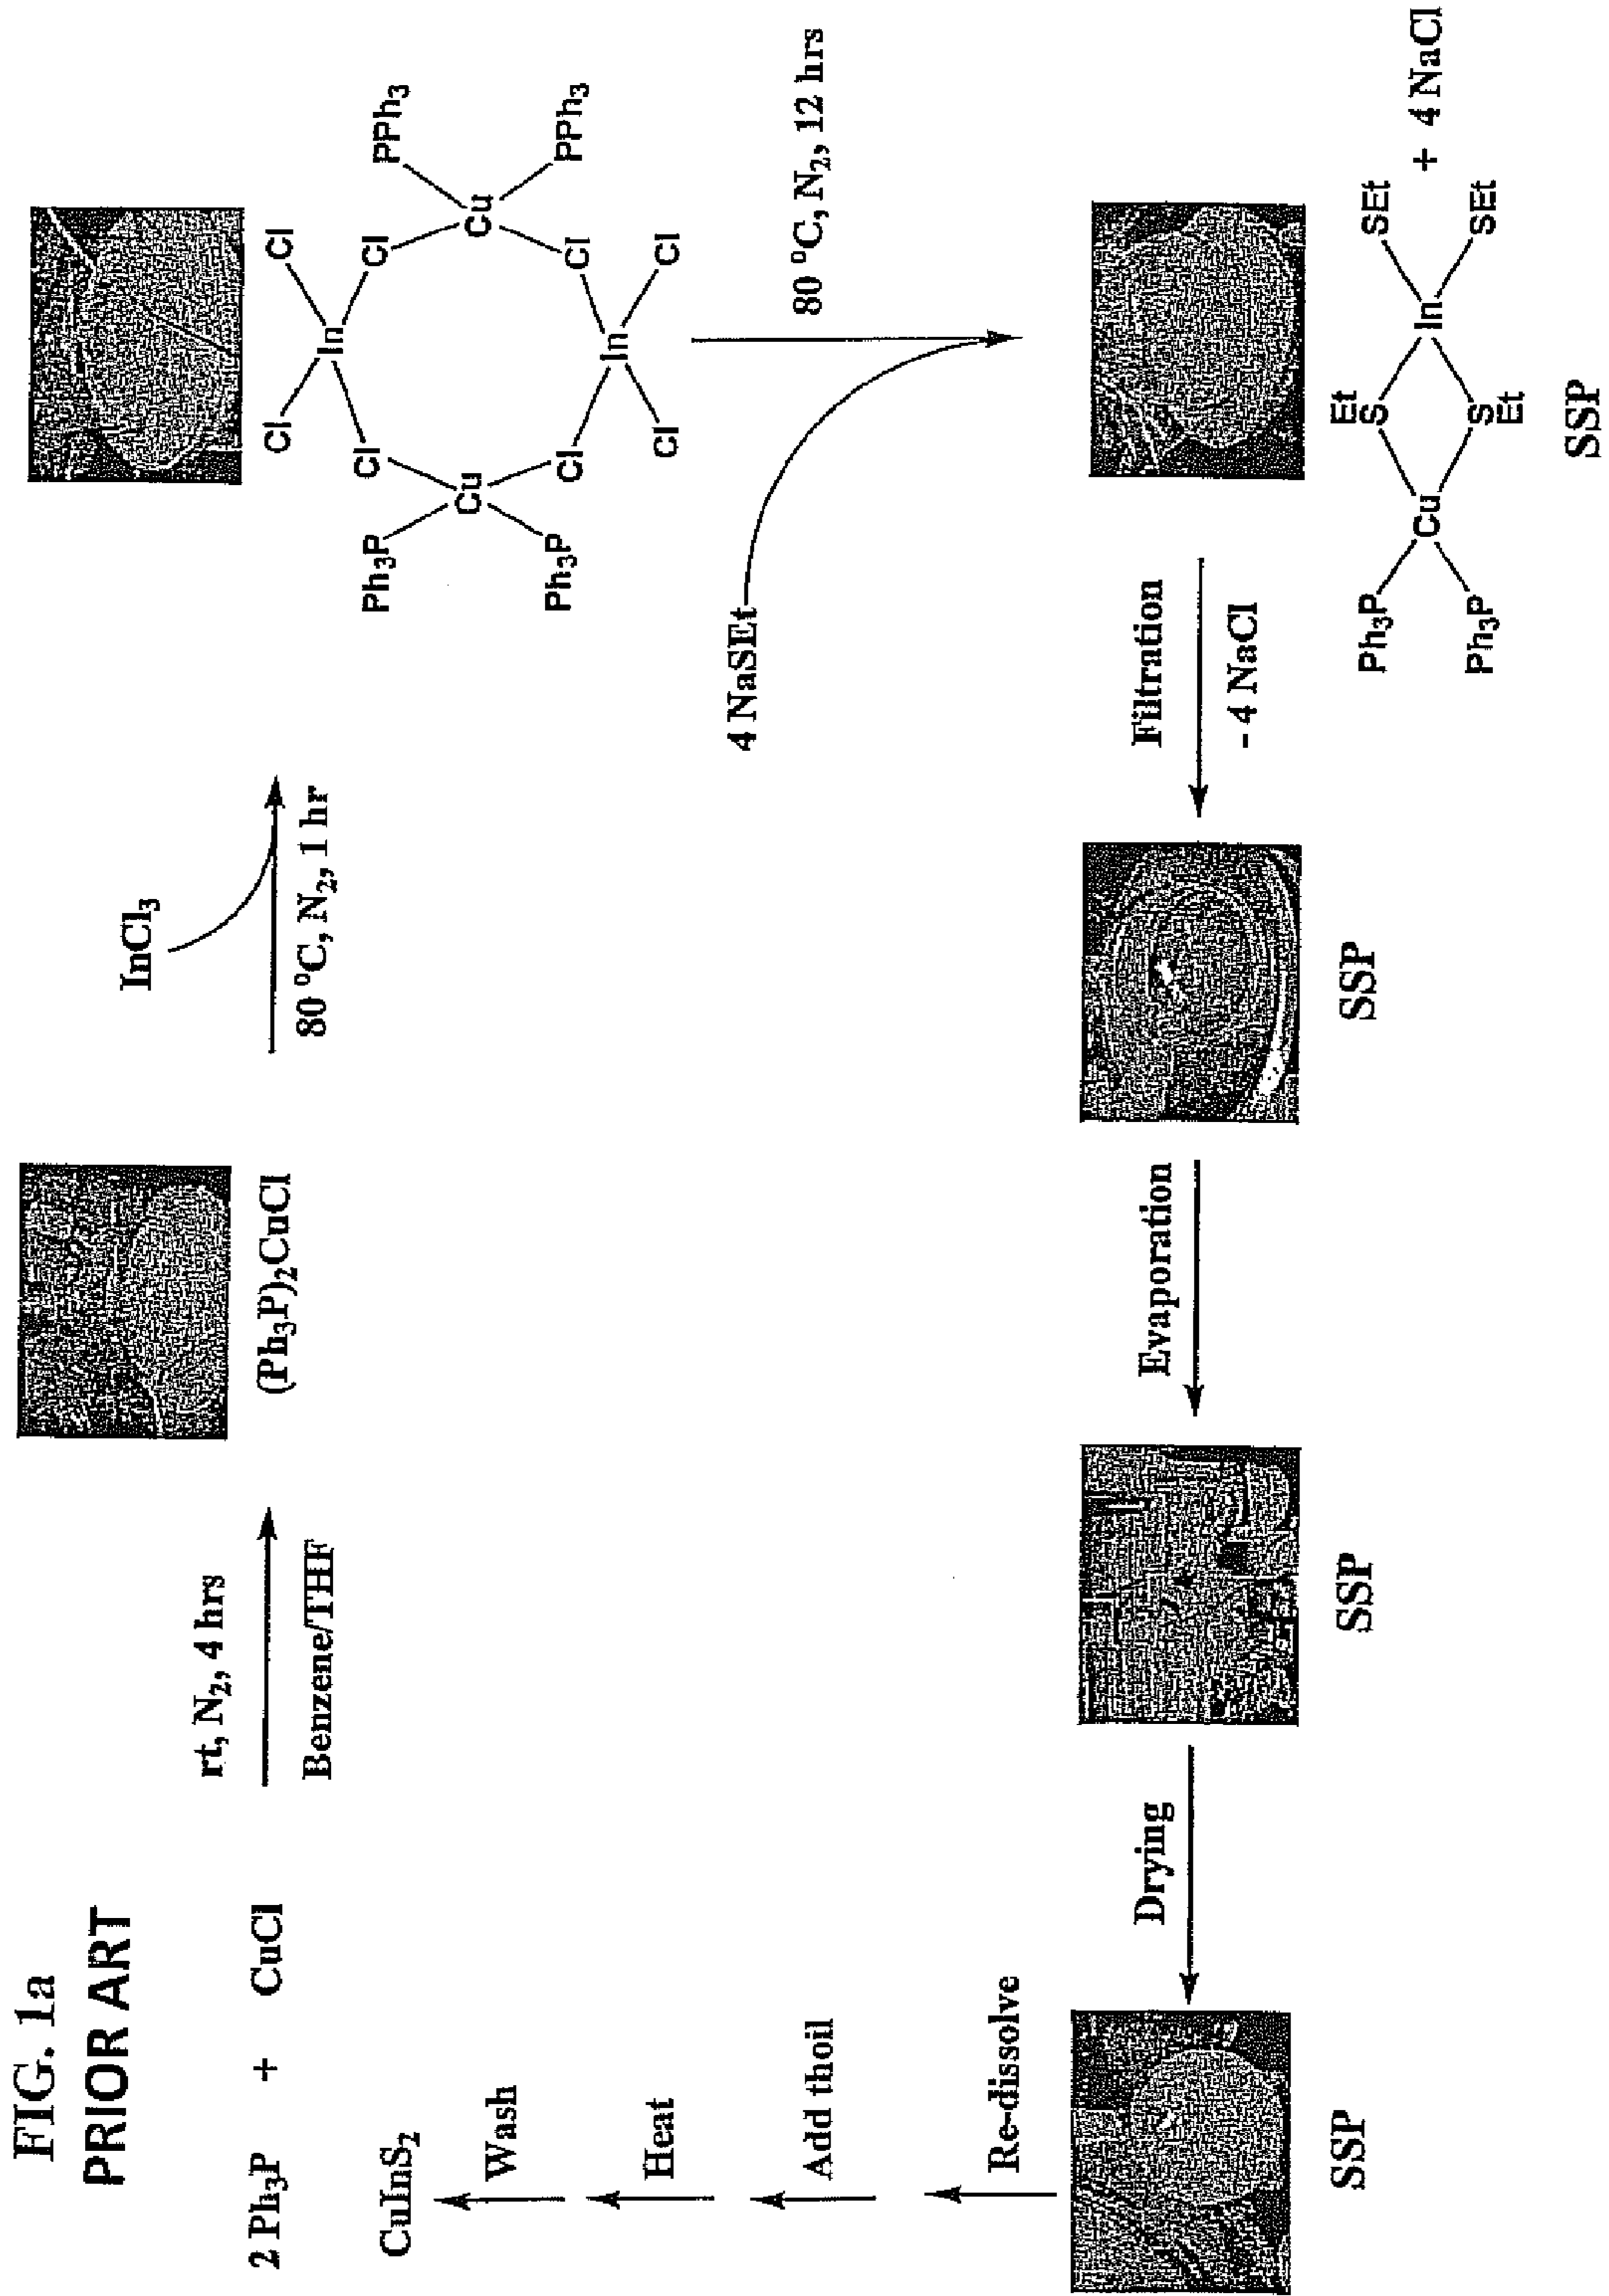 FIG. 1a
PRIOR ART
2 Ph₃P + CuCl
rt, N₂, 4 hrs
Benzene/THF
(Ph₃P)₂CuCl
InCl₃
80 °C, N₂, 1 hr
Cl Cl
In
Cl Cl
Ph₃P PPh₃
Cu Cu
Ph₃P PPh₃
Cl Cl
In
Cl Cl
4 NaSEt
80 °C, N₂, 12 hrs
Et
Ph₃P S SEt
Cu In + 4 NaCl
Ph₃P S SEt
Et
SSP
Filtration
- 4 NaCl
SSP
Evaporation
SSP
Drying
SSP
Re-dissolve
Add thoil
Heat
Wash
CuInS₂